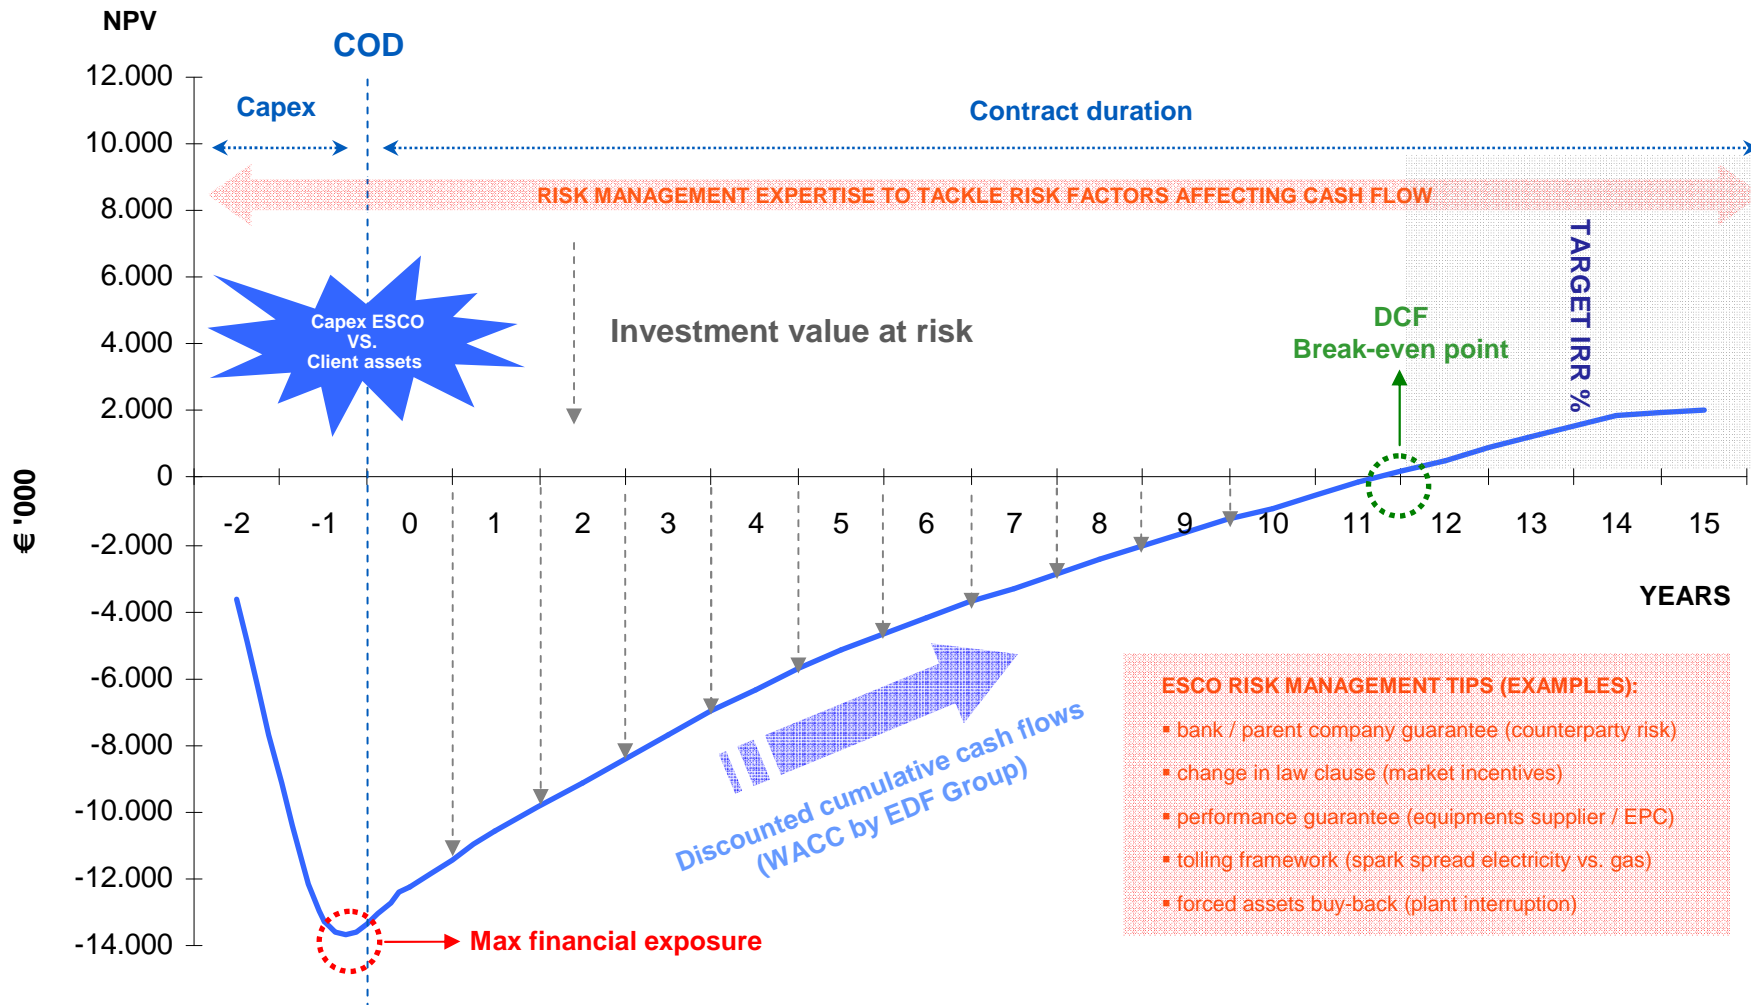 NPV
COD
12.000
Capex
Contract duration
10.000
RISK MANAGEMENT EXPERTISE TO TACKLE RISK FACTORS AFFECTING CASH FLOW
8.000
TARGET IRR %
6.000
Capex ESCO
VS.
Client assets
Investment value at risk
DCF
Break-even point
4.000
2.000
0
€ '000
-2 -1 0 1 2 3 4 5 6 7 8 9 10 11 12 13 14 15
-2.000
YEARS
-4.000
-6.000
-8.000
-10.000
-12.000
-14.000
Discounted cumulative cash flows
(WACC by EDF Group)
Max financial exposure
ESCO RISK MANAGEMENT TIPS (EXAMPLES):
▪ bank / parent company guarantee (counterparty risk)
▪ change in law clause (market incentives)
▪ performance guarantee (equipments supplier / EPC)
▪ tolling framework (spark spread electricity vs. gas)
▪ forced assets buy-back (plant interruption)